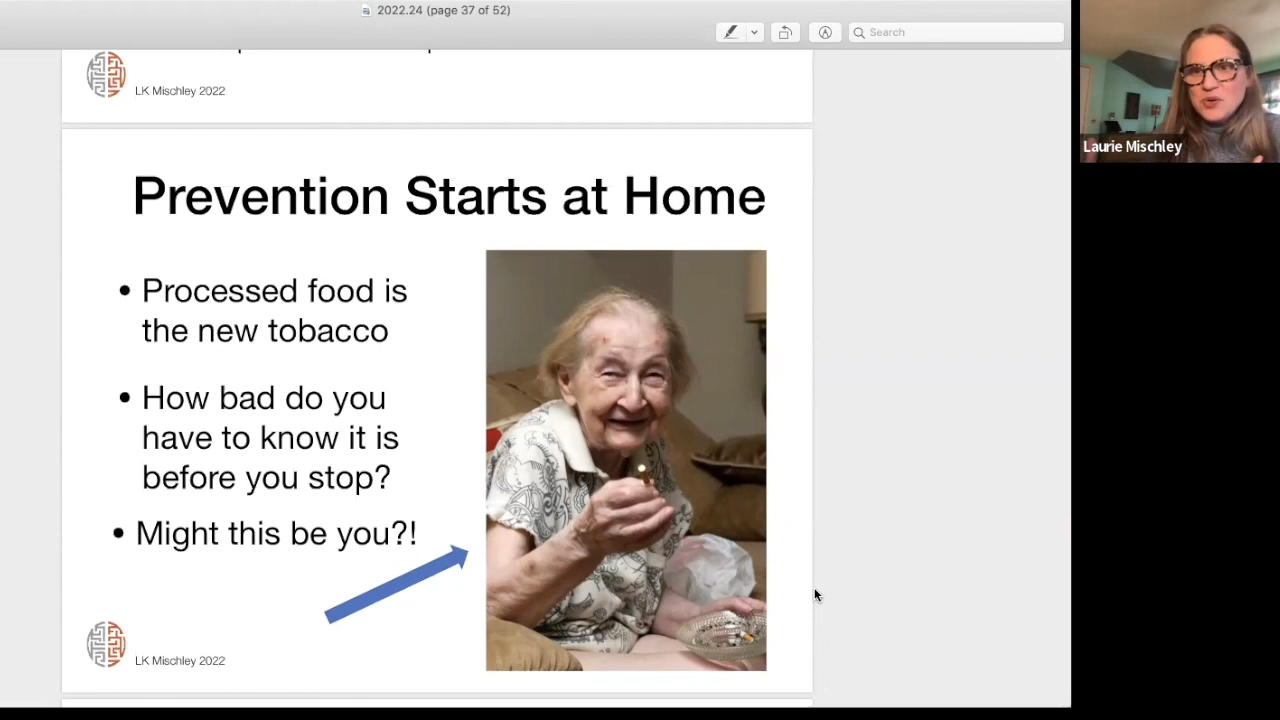 2022.24 (page 37 of 52)
Search
LK Mischley 2022
Laurie Mischley
Prevention Starts at Home
• Processed food is
the new tobacco
• How bad do you
have to know it is
before you stop?
• Might this be you?!
LK Mischley 2022